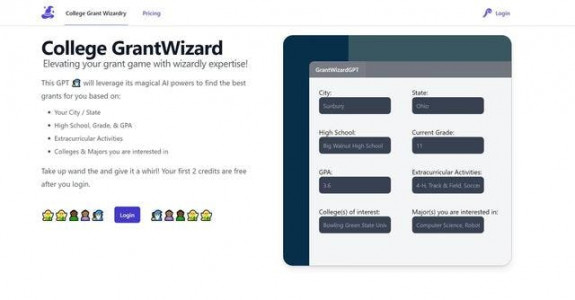 College Grant Wizardry
Pricing
Login
College GrantWizard
Elevating your grant game with wizardly expertise!
This GPT will leverage its magical AI powers to find the best
grants for you based on:
Your City / State
High School, Grade, & GPA
Extracurricular Activities
Colleges & Majors you are interested in
Take up wand the and give it a whirl! Your first 2 credits are free
after you login.
Login
GrantWizardGPT
City:
State:
Sunbury
Ohio
High School:
Current Grade:
Big Walnut High School
11
GPA:
Extracurricular Activities:
3.6
4-H, Track & Field, Soccer
College(s) of interest:
Major(s) you are interested in:
Bowling Green State Univ
Computer Science, Robot